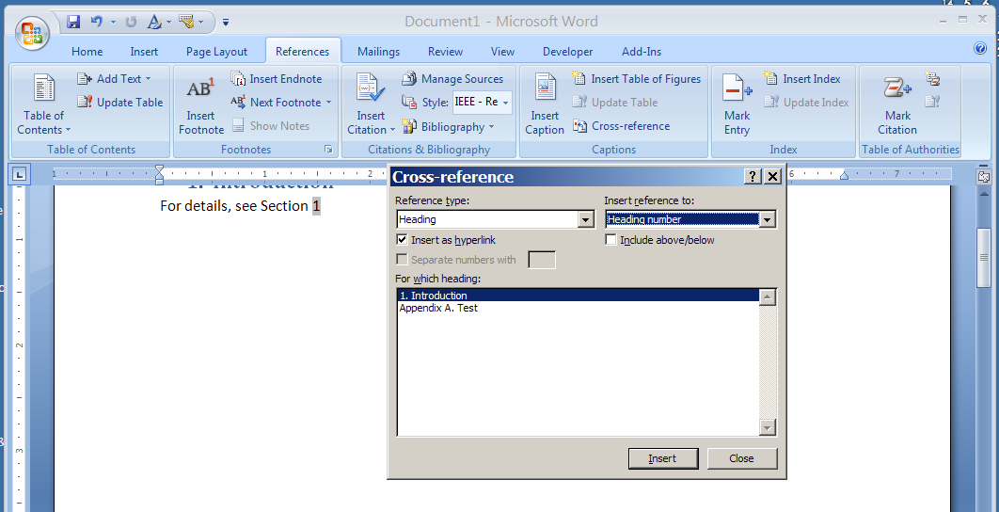 Document1 - Microsoft Word
Home Insert Page Layout References Mailings Review View Developer Add-Ins
Table of Contents
Add Text
Update Table
Table of Contents
AB1
Insert Footnote
Insert Endnote
AB1 Next Footnote
Show Notes
Footnotes
Insert Citation
Manage Sources
Style: IEEE - Re
Bibliography
Citations & Bibliography
Insert Caption
Insert Table of Figures
Update Table
Cross-reference
Captions
Mark Entry
Insert Index
Update Index
Index
Mark Citation
Table of Authorities
L
1 1 2 6 7
1
2
3
1. Introduction
For details, see Section 1
Cross-reference
Reference type: Insert reference to:
Heading Heading number
Insert as hyperlink Include above/below
Separate numbers with
For which heading:
1. Introduction
Appendix A. Test
Insert Close